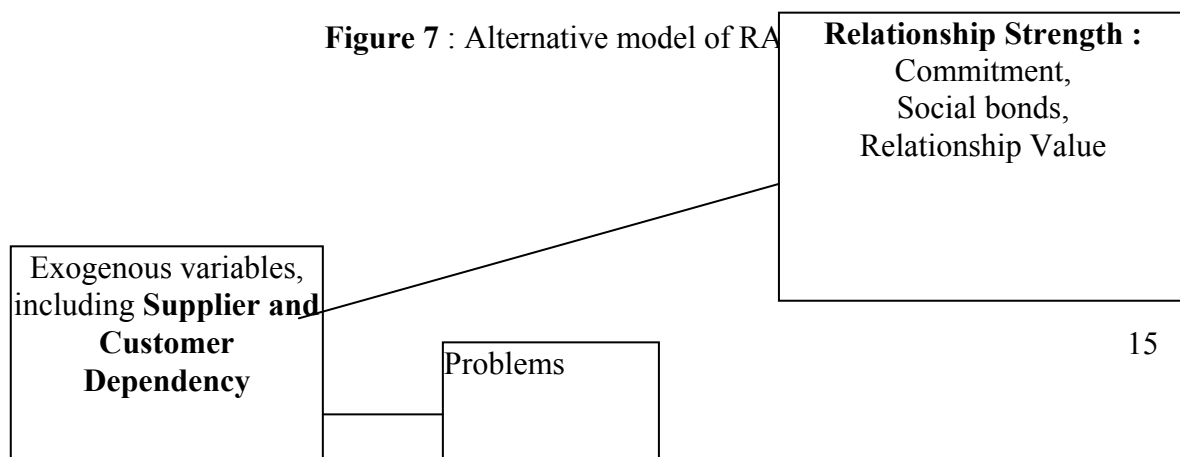 Figure 7 : Alternative model of RA
Relationship Strength :
Commitment,
Social bonds,
Relationship Value
Exogenous variables,
including Supplier and
Customer
Dependency
Problems
15